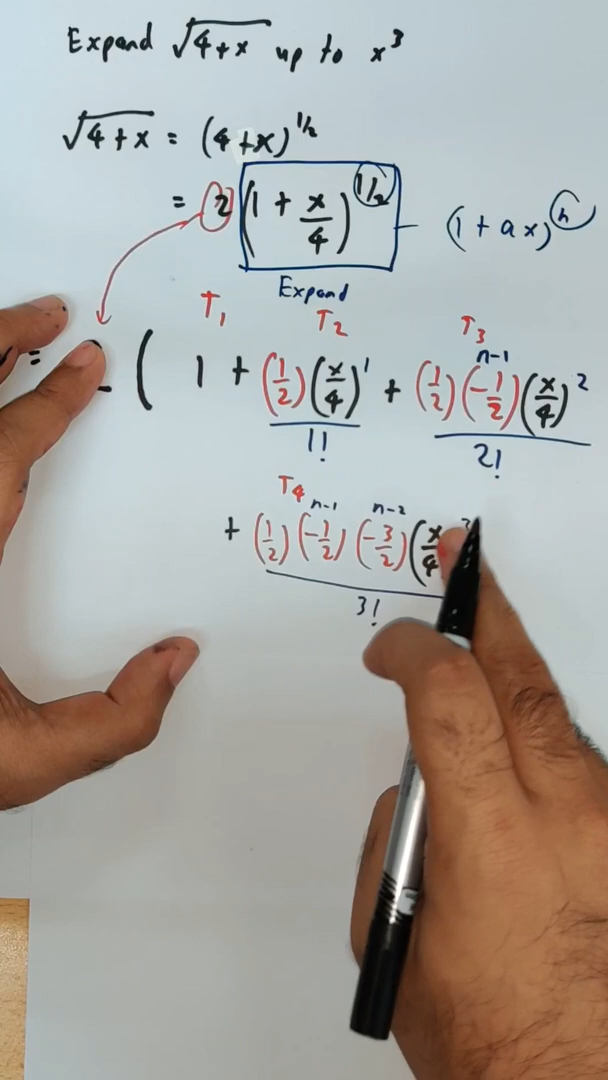 Expand √(4+x) up to x³
√(4+x) = (4+x)^1/2
= 2(1 + x/4)^1/2 — (1 + ax)^n
Expand
T₁ T₂ T₃
n-1
= ( 1 + (1/2)(x/4)¹/1! + (1/2)(-1/2)(x/4)²/2!
T₄ n-1 n-2
+ (1/2)(-1/2)(-3/2)(x/4 /3!